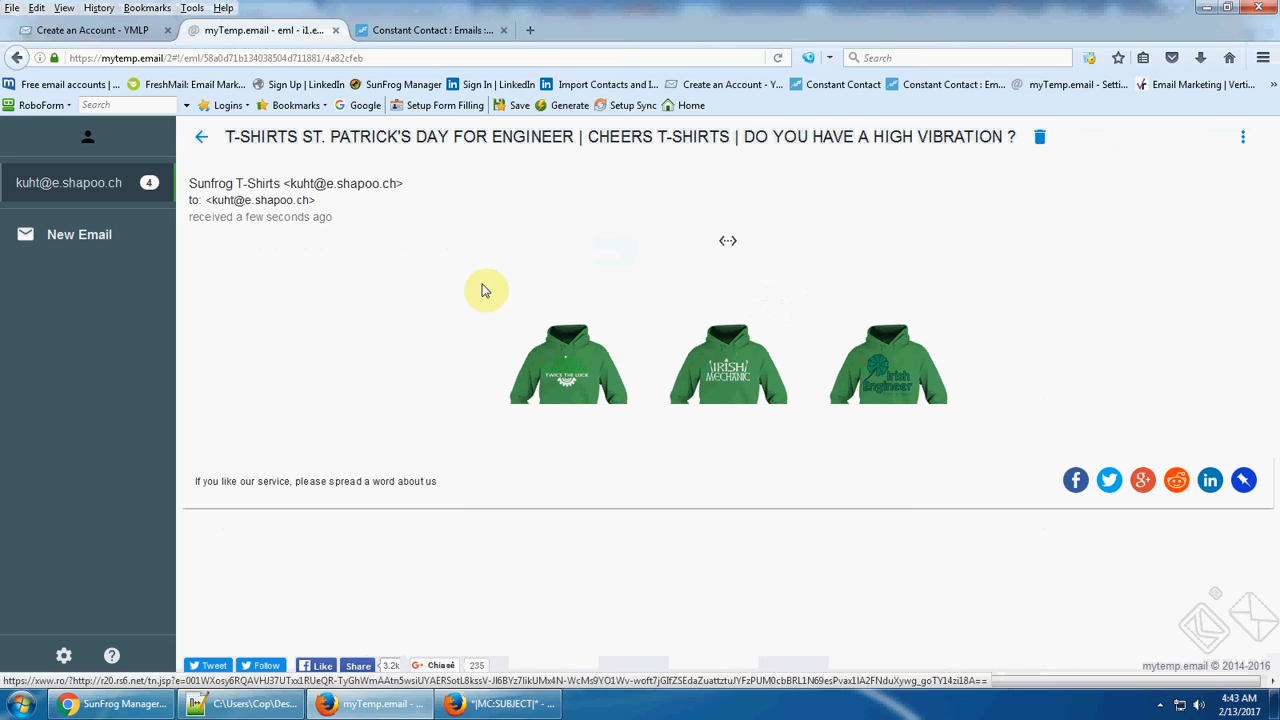 File Edit View History Bookmarks Tools Help
Create an Account - YMLP × myTemp.email - eml - i1.e... × Constant Contact : Emails :... × +
https://mytemp.email/2#!/eml/58a0d71b134038504d711881/4a82cfeb Search
Free email accounts | ... FreshMail: Email Mark... Sign Up | LinkedIn SunFrog Manager Sign In | LinkedIn Import Contacts and I... Create an Account - Y... Constant Contact Constant Contact : Em... myTemp.email - Setti... Email Marketing | Verti...
RoboForm Search Logins Bookmarks Google Setup Form Filling Save Generate Setup Sync Home
T-SHIRTS ST. PATRICK'S DAY FOR ENGINEER | CHEERS T-SHIRTS | DO YOU HAVE A HIGH VIBRATION ?
kuht@e.shapoo.ch 4
New Email
Sunfrog T-Shirts <kuht@e.shapoo.ch>
to: <kuht@e.shapoo.ch>
received a few seconds ago
TWICE THE LUCK
IRISH
MECHANIC
Irish
Engineer
If you like our service, please spread a word about us
Tweet Follow Like Share 3.2k 235
mytemp.email © 2014-2016
SunFrog Manager... C:\Users\Cop\Des... myTemp.email - ... "*|MC:SUBJECT|* - ...
4:43 AM
2/13/2017